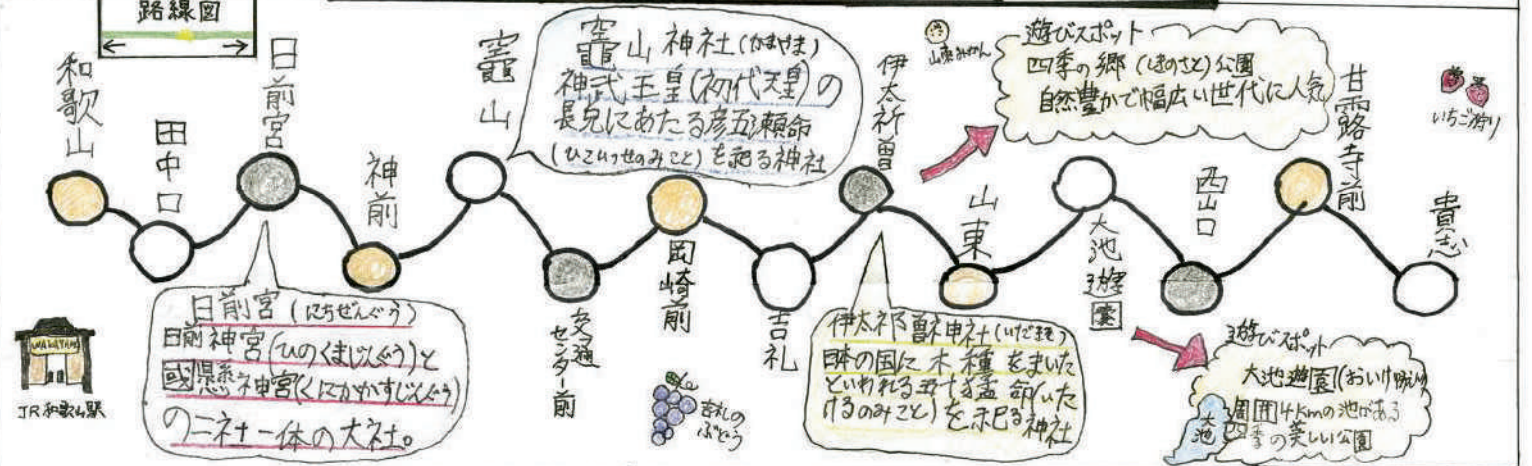 路線図
和歌山
田中口
日前宮
神前
竈山
交通
センター前
岡崎前
吉礼
伊太祈曽
山東
大池遊園
西山口
甘露寺前
貴志
竈山神社(かまやま)
神武天皇(初代天皇)の
長兄にあたる彦五瀬命
(ひこいつせのみこと)を祀る神社
山東みかん
遊びスポット
四季の郷(しきのさと)公園
自然豊かで幅広い世代に人気
いちご狩り
WAKAYAMA
JR和歌山駅
日前宮(にちぜんぐう)
日前神宮(ひのくまじんぐう)と
國懸神宮(くにかかすじんぐう)
の二社一体の大社。
吉礼の
ぶどう
伊太祁曽神社(いだきそ)
日本の国に木種をまいた
といわれる五十猛命(いた
けるのみこと)を祀る神社
遊びスポット
大池遊園(おいけゆうえん)
周囲4kmの池がある
四季の美しい公園
大池